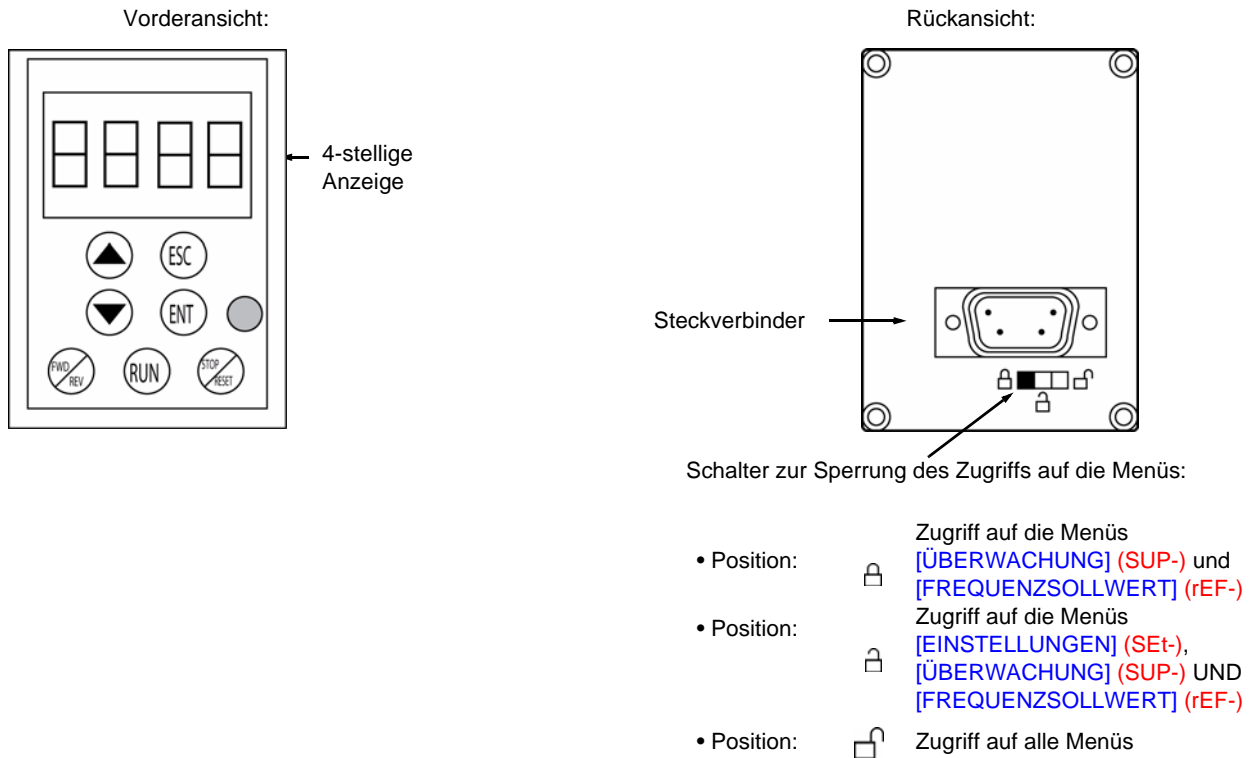 Vorderansicht:
4-stellige
Anzeige
ESC
ENT
FWD
REV
RUN
STOP
RESET
Rückansicht:
Steckverbinder
Schalter zur Sperrung des Zugriffs auf die Menüs:
• Position:
Zugriff auf die Menüs
[ÜBERWACHUNG] (SUP-) und
[FREQUENZSOLLWERT] (rEF-)
• Position:
Zugriff auf die Menüs
[EINSTELLUNGEN] (SEt-),
[ÜBERWACHUNG] (SUP-) UND
[FREQUENZSOLLWERT] (rEF-)
• Position:
Zugriff auf alle Menüs